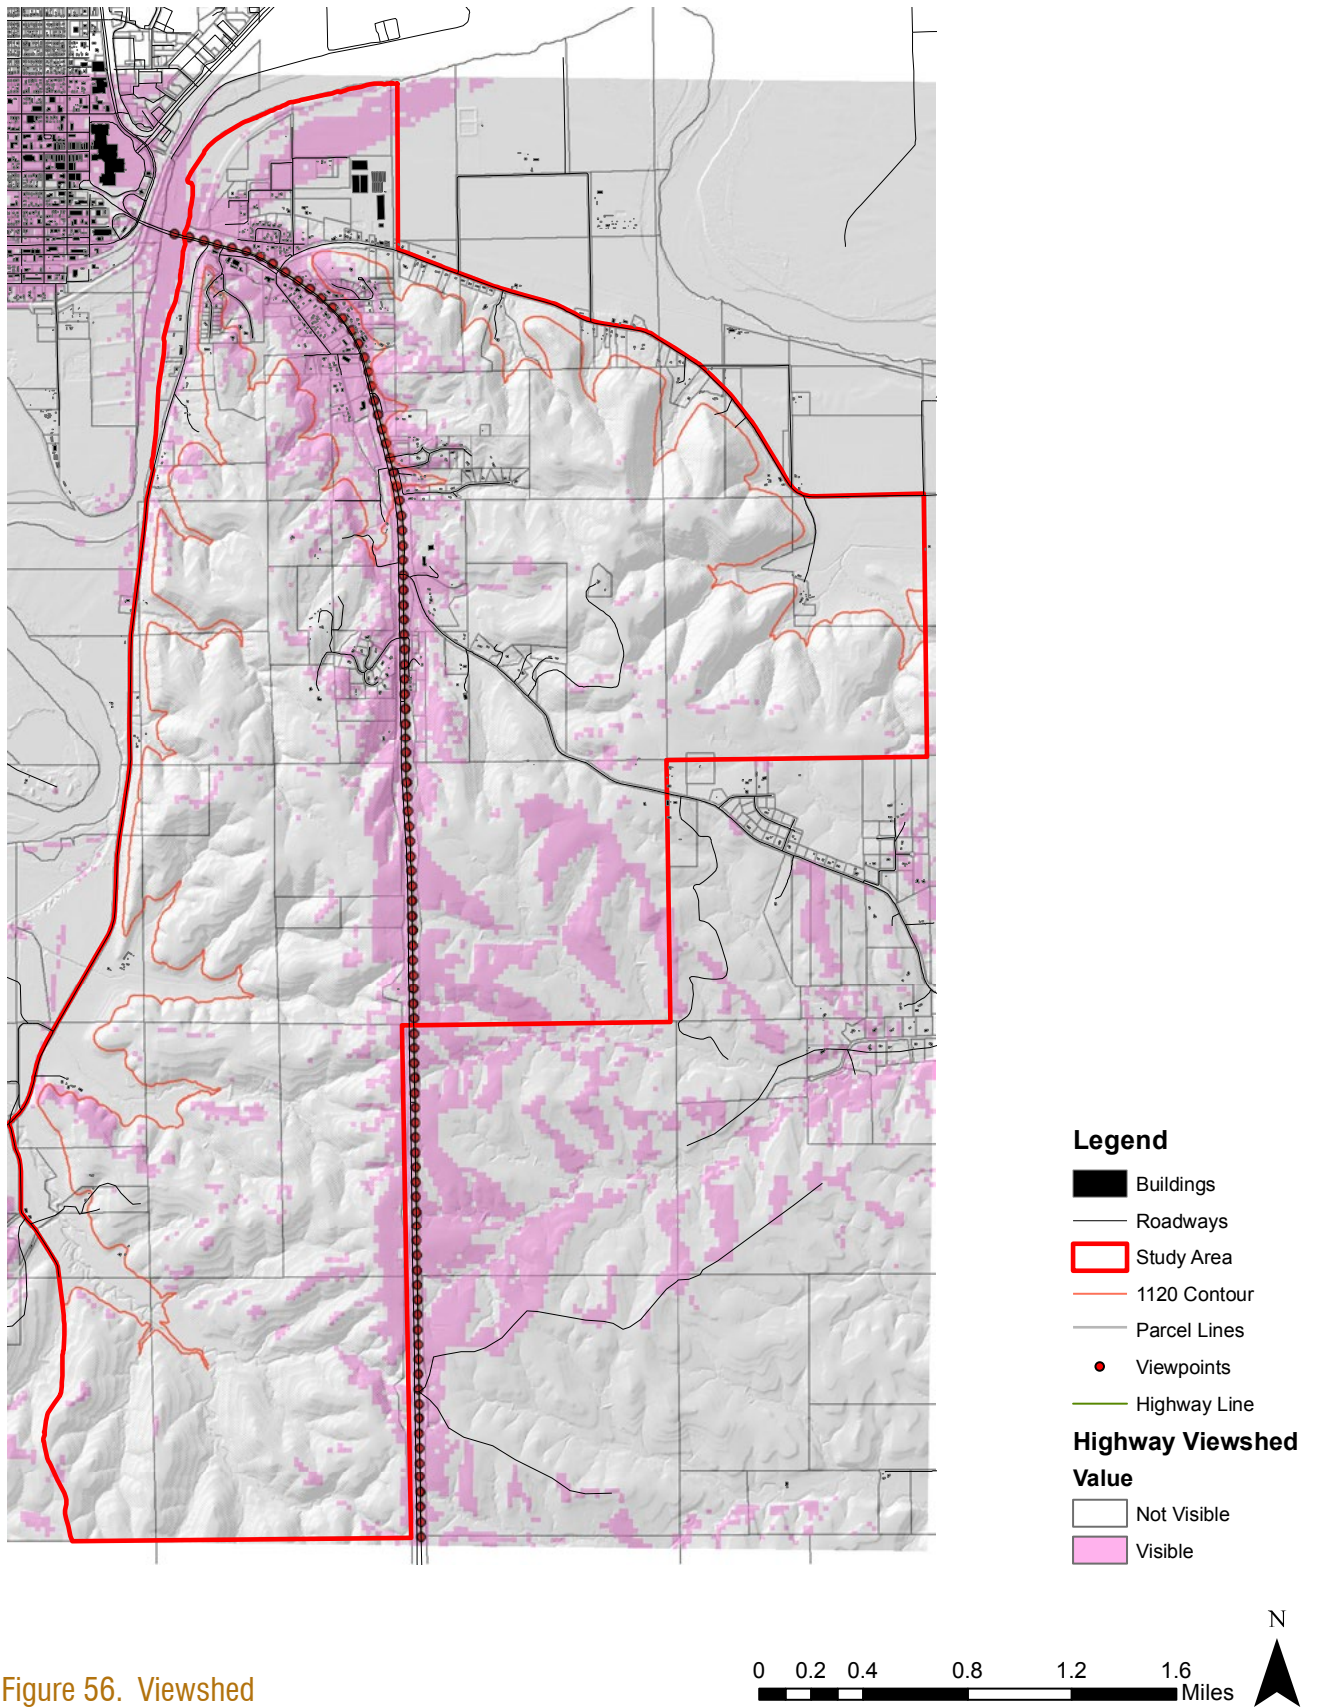 Legend
Buildings
Roadways
Study Area
1120 Contour
Parcel Lines
Viewpoints
Highway Line
Highway Viewshed
Value
Not Visible
Visible
N
0 0.2 0.4 0.8 1.2 1.6
Miles
Figure 56. Viewshed